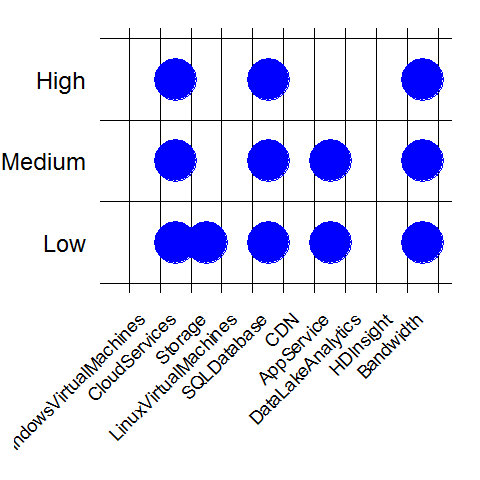 High
Medium
Low
ndowsVirtualMachines
CloudServices
Storage
LinuxVirtualMachines
SQLDatabase
CDN
AppService
DataLakeAnalytics
HDInsight
Bandwidth